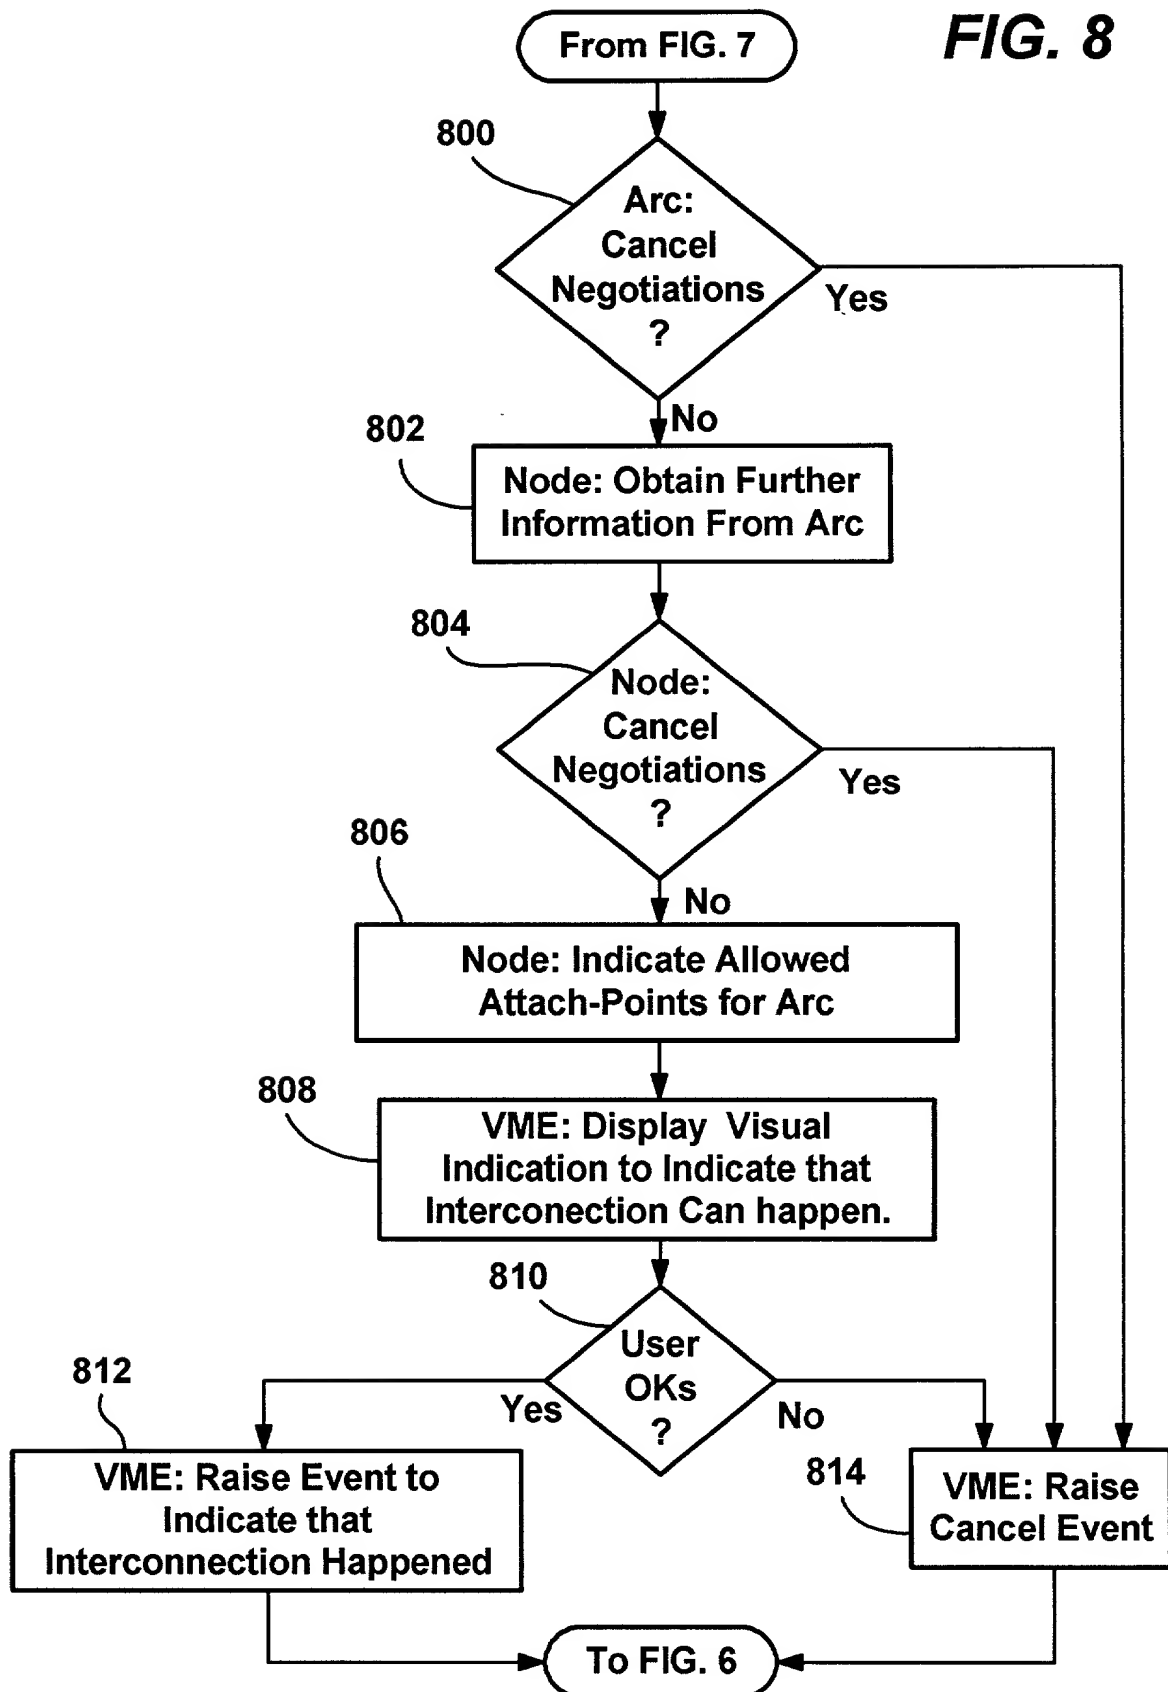 From FIG. 7
FIG. 8
800
Arc:
Cancel
Negotiations
?
Yes
No
802
Node: Obtain Further
Information From Arc
804
Node:
Cancel
Negotiations
?
Yes
806
No
Node: Indicate Allowed
Attach-Points for Arc
808
VME: Display Visual
Indication to Indicate that
Interconection Can happen.
810
User
OKs
?
Yes
No
812
VME: Raise Event to
Indicate that
Interconnection Happened
814
VME: Raise
Cancel Event
To FIG. 6